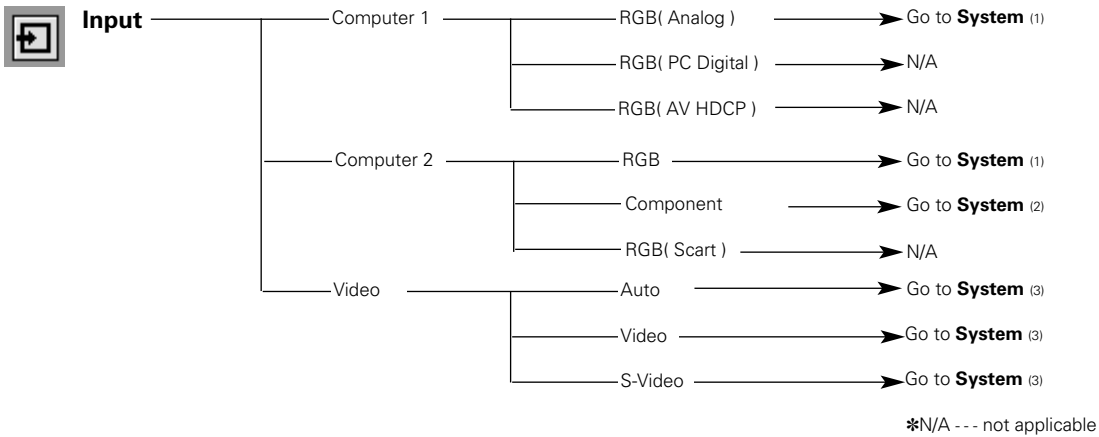 Input Computer 1 RGB( Analog ) Go to System (1)
RGB( PC Digital ) N/A
RGB( AV HDCP ) N/A
Computer 2 RGB Go to System (1)
Component Go to System (2)
RGB( Scart ) N/A
Video Auto Go to System (3)
Video Go to System (3)
S-Video Go to System (3)
✽N/A - - - not applicable